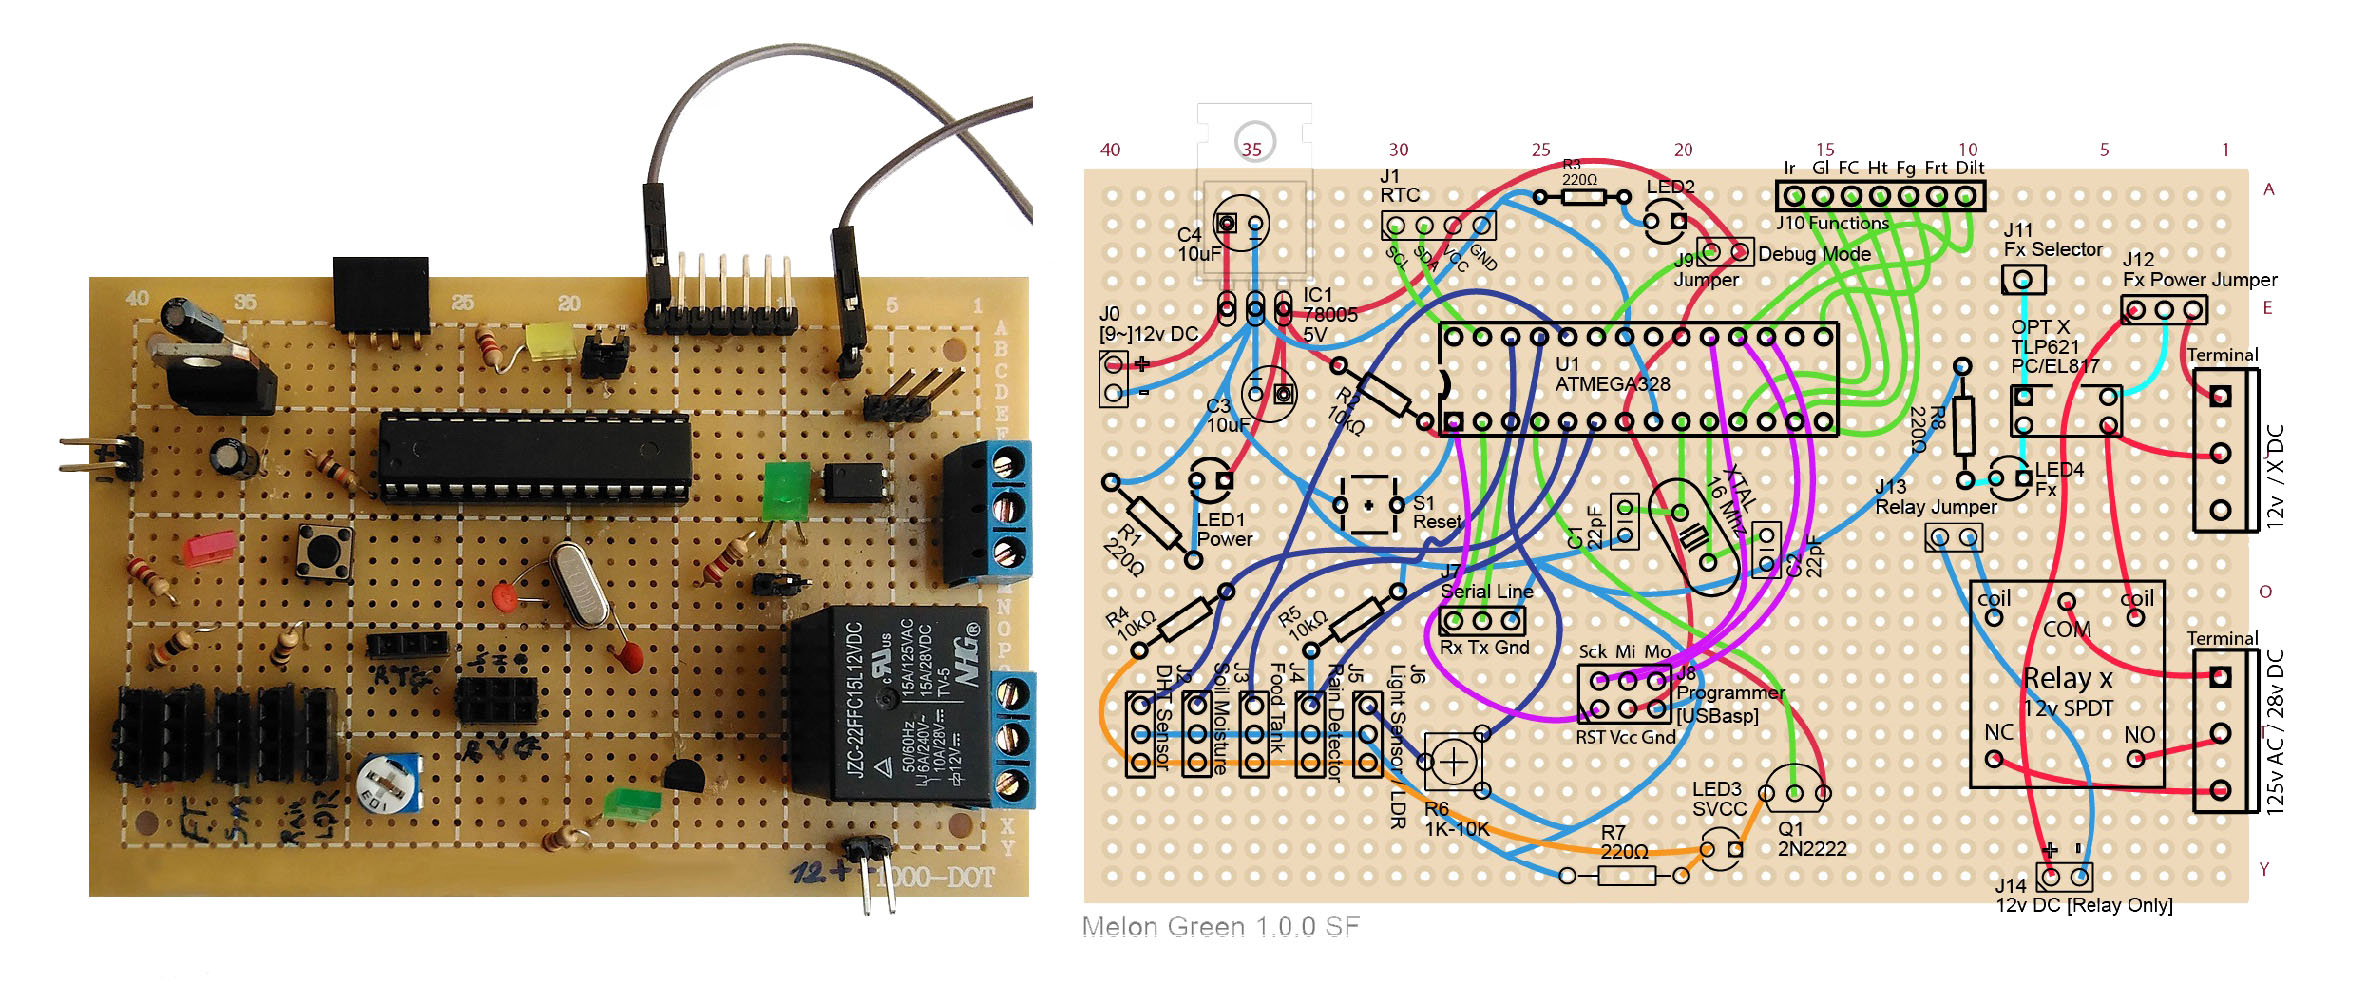 40
35
25
20
10
5
1
A
B
C
D
E
N
O
P
X
Y
+
-
JZC-22FFC15L12VDC
c UL us
50/60Hz
16A/240V~
10A/28V⎓
12V⎓
15A/125VAC
15A/28VDC
TV-5
NHG®
RTC
RVG
F.T.
Rain
LDR
103
12+
1000-DOT
40
35
30
25
20
15
10
5
1
A
E
J
O
T
Y
C4
10uF
J0
[9~]12v DC
+
-
IC1
78005
5V
C3
10uF
J1
RTC
SCL
SDA
VCC
GND
R3
220Ω
LED2
J9
Jumper
Debug Mode
Ir Gl FC Ht Fg Frt Dilt
J10 Functions
J11
Fx Selector
J12
Fx Power Jumper
OPT X
TLP621
PC/EL817
Terminal
12v / X DC
R2
10kΩ
U1
ATMEGA328
R8
220Ω
LED4
Fx
J13
Relay Jumper
R1
220Ω
LED1
Power
S1
Reset
C1
22pF
XTAL
16 Mhz
C2
22pF
R4
10kΩ
R5
10kΩ
J7
Serial Line
Rx Tx Gnd
Sck Mi Mo
J8
Programmer
[USBasp]
RST Vcc Gnd
J2
DHT Sensor
J3
Soil Moisture
J4
Food Tank
J5
Rain Detector
J6
Light Sensor LDR
R6
1K-10K
R7
220Ω
LED3
5VCC
Q1
2N2222
coil
coil
COM
Relay x
12v SPDT
NC
NO
Terminal
125v AC / 28v DC
+ -
J14
12v DC [Relay Only]
Melon Green 1.0.0 SF